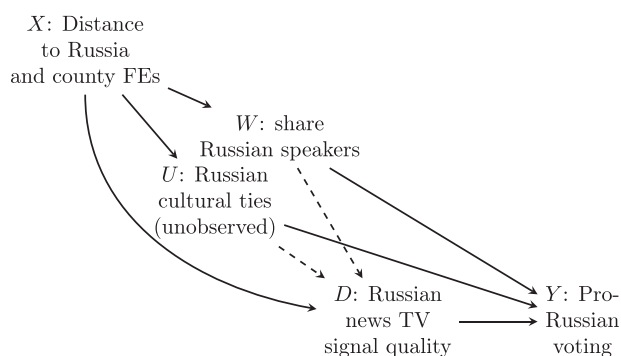 X: Distance
to Russia
and county FEs
W: share
Russian speakers
U: Russian
cultural ties
(unobserved)
D: Russian
news TV
signal quality
Y: Pro-
Russian
voting